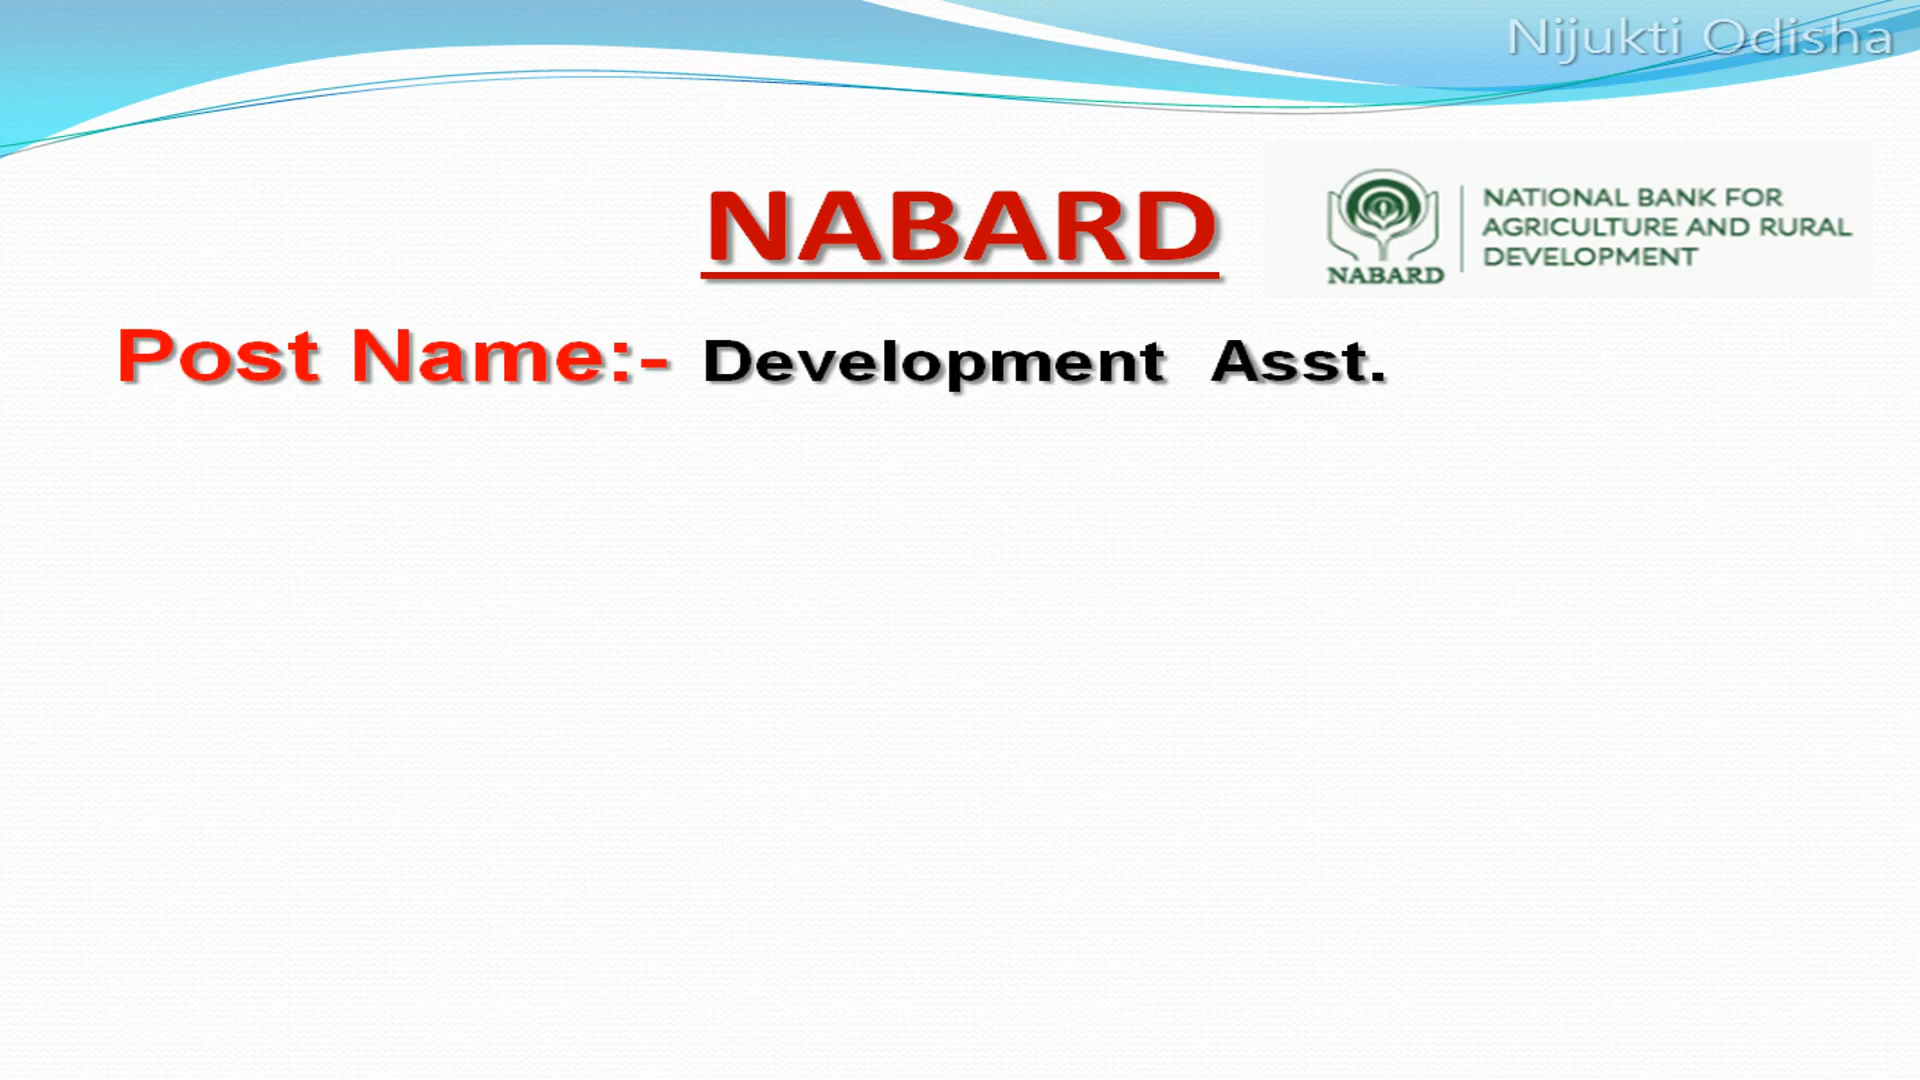 Nijukti Odisha
NABARD
NATIONAL BANK FOR
AGRICULTURE AND RURAL
DEVELOPMENT
NABARD
Post Name:- Development Asst.